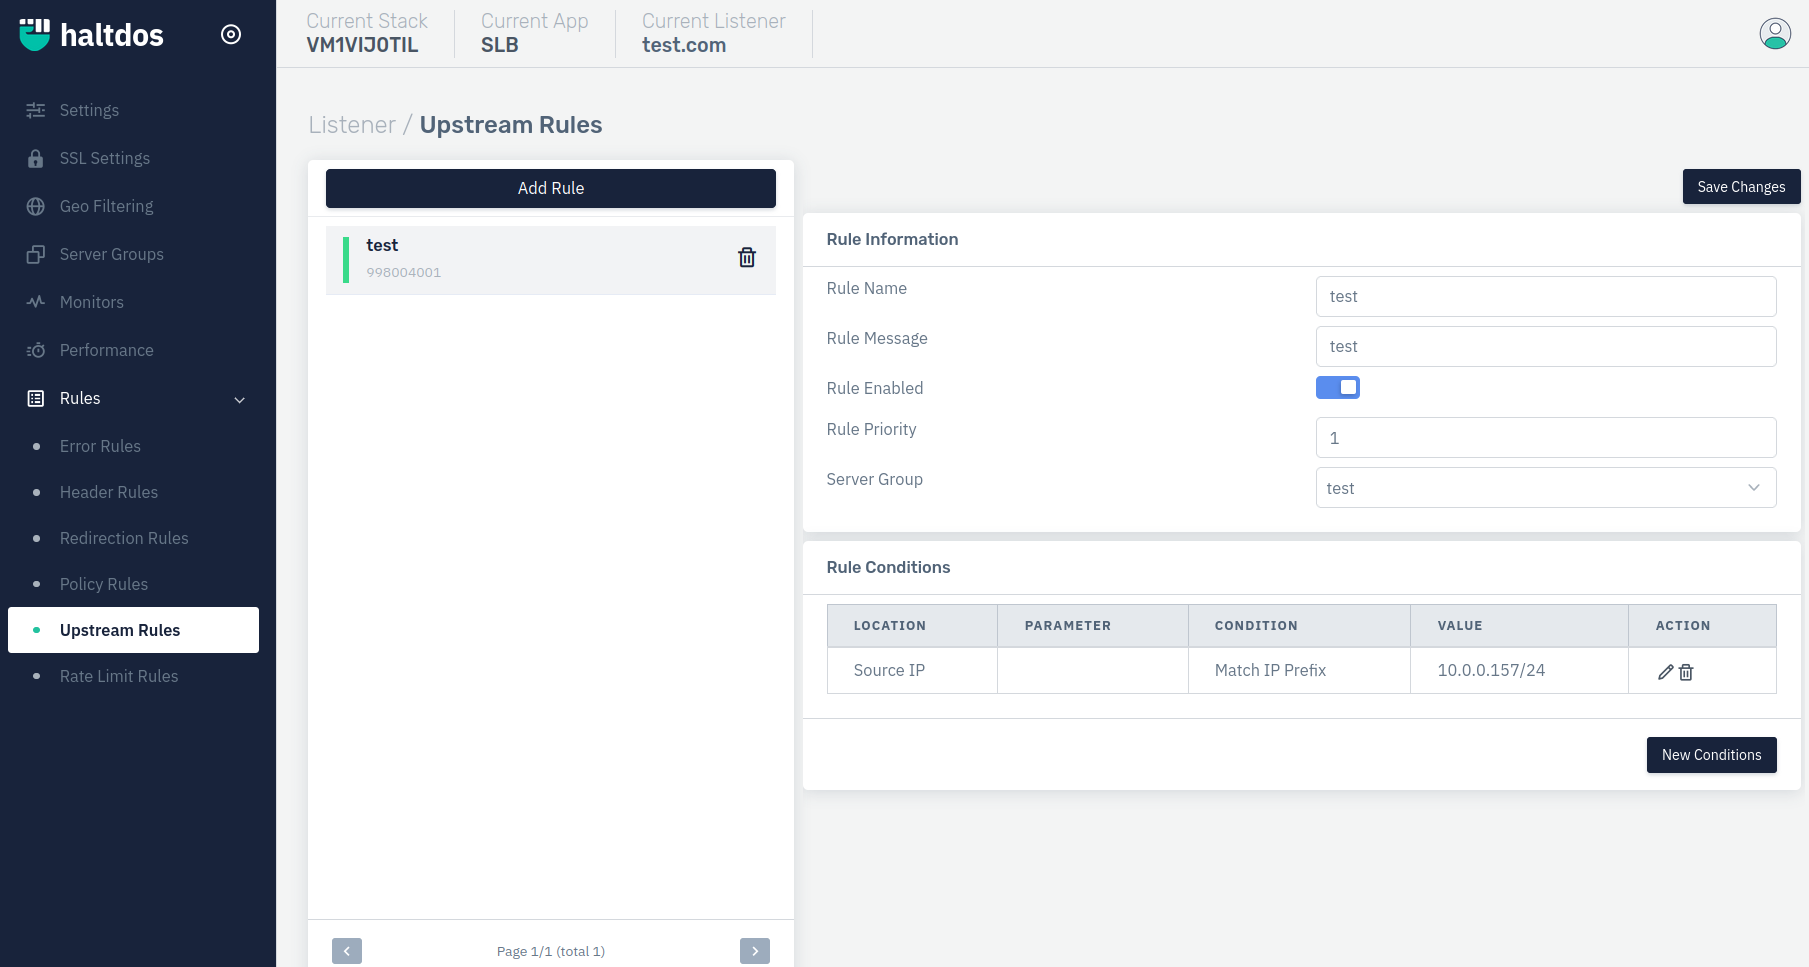 haltdos
Settings
SSL Settings
Geo Filtering
Server Groups
Monitors
Performance
Rules
Error Rules
Header Rules
Redirection Rules
Policy Rules
Upstream Rules
Rate Limit Rules
Current Stack
VM1VIJ0TIL
Current App
SLB
Current Listener
test.com
Listener / Upstream Rules
Add Rule
test
998004001
Page 1/1 (total 1)
Save Changes
Rule Information
Rule Name test
Rule Message test
Rule Enabled
Rule Priority 1
Server Group test
Rule Conditions
LOCATION PARAMETER CONDITION VALUE ACTION
Source IP Match IP Prefix 10.0.0.157/24
New Conditions